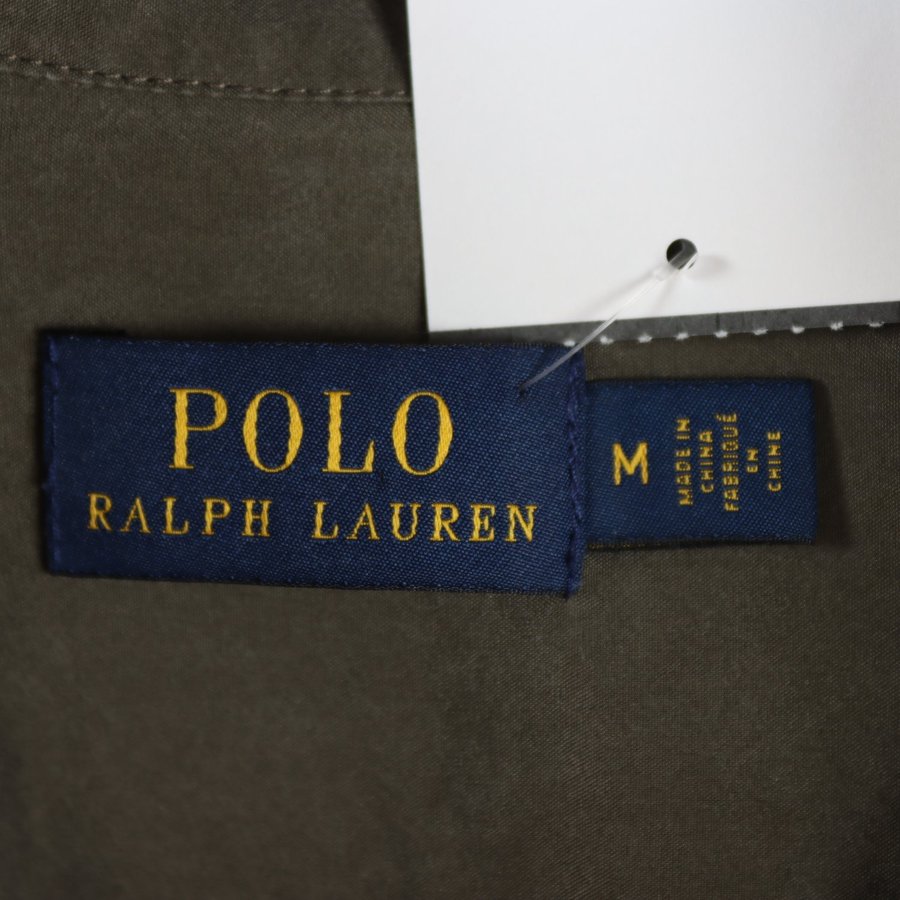 POLO
RALPH LAUREN
M
MADE IN
CHINA
FABRIQUÉ
EN
CHINE